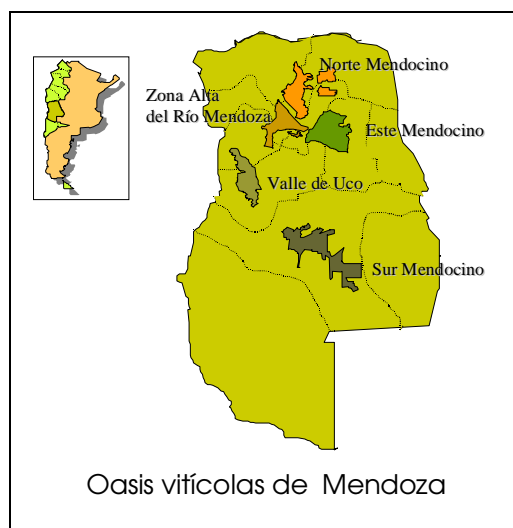 Norte Mendocino
Zona Alta
del Río Mendoza
Este Mendocino
Valle de Uco
Sur Mendocino
Oasis vitícolas de Mendoza